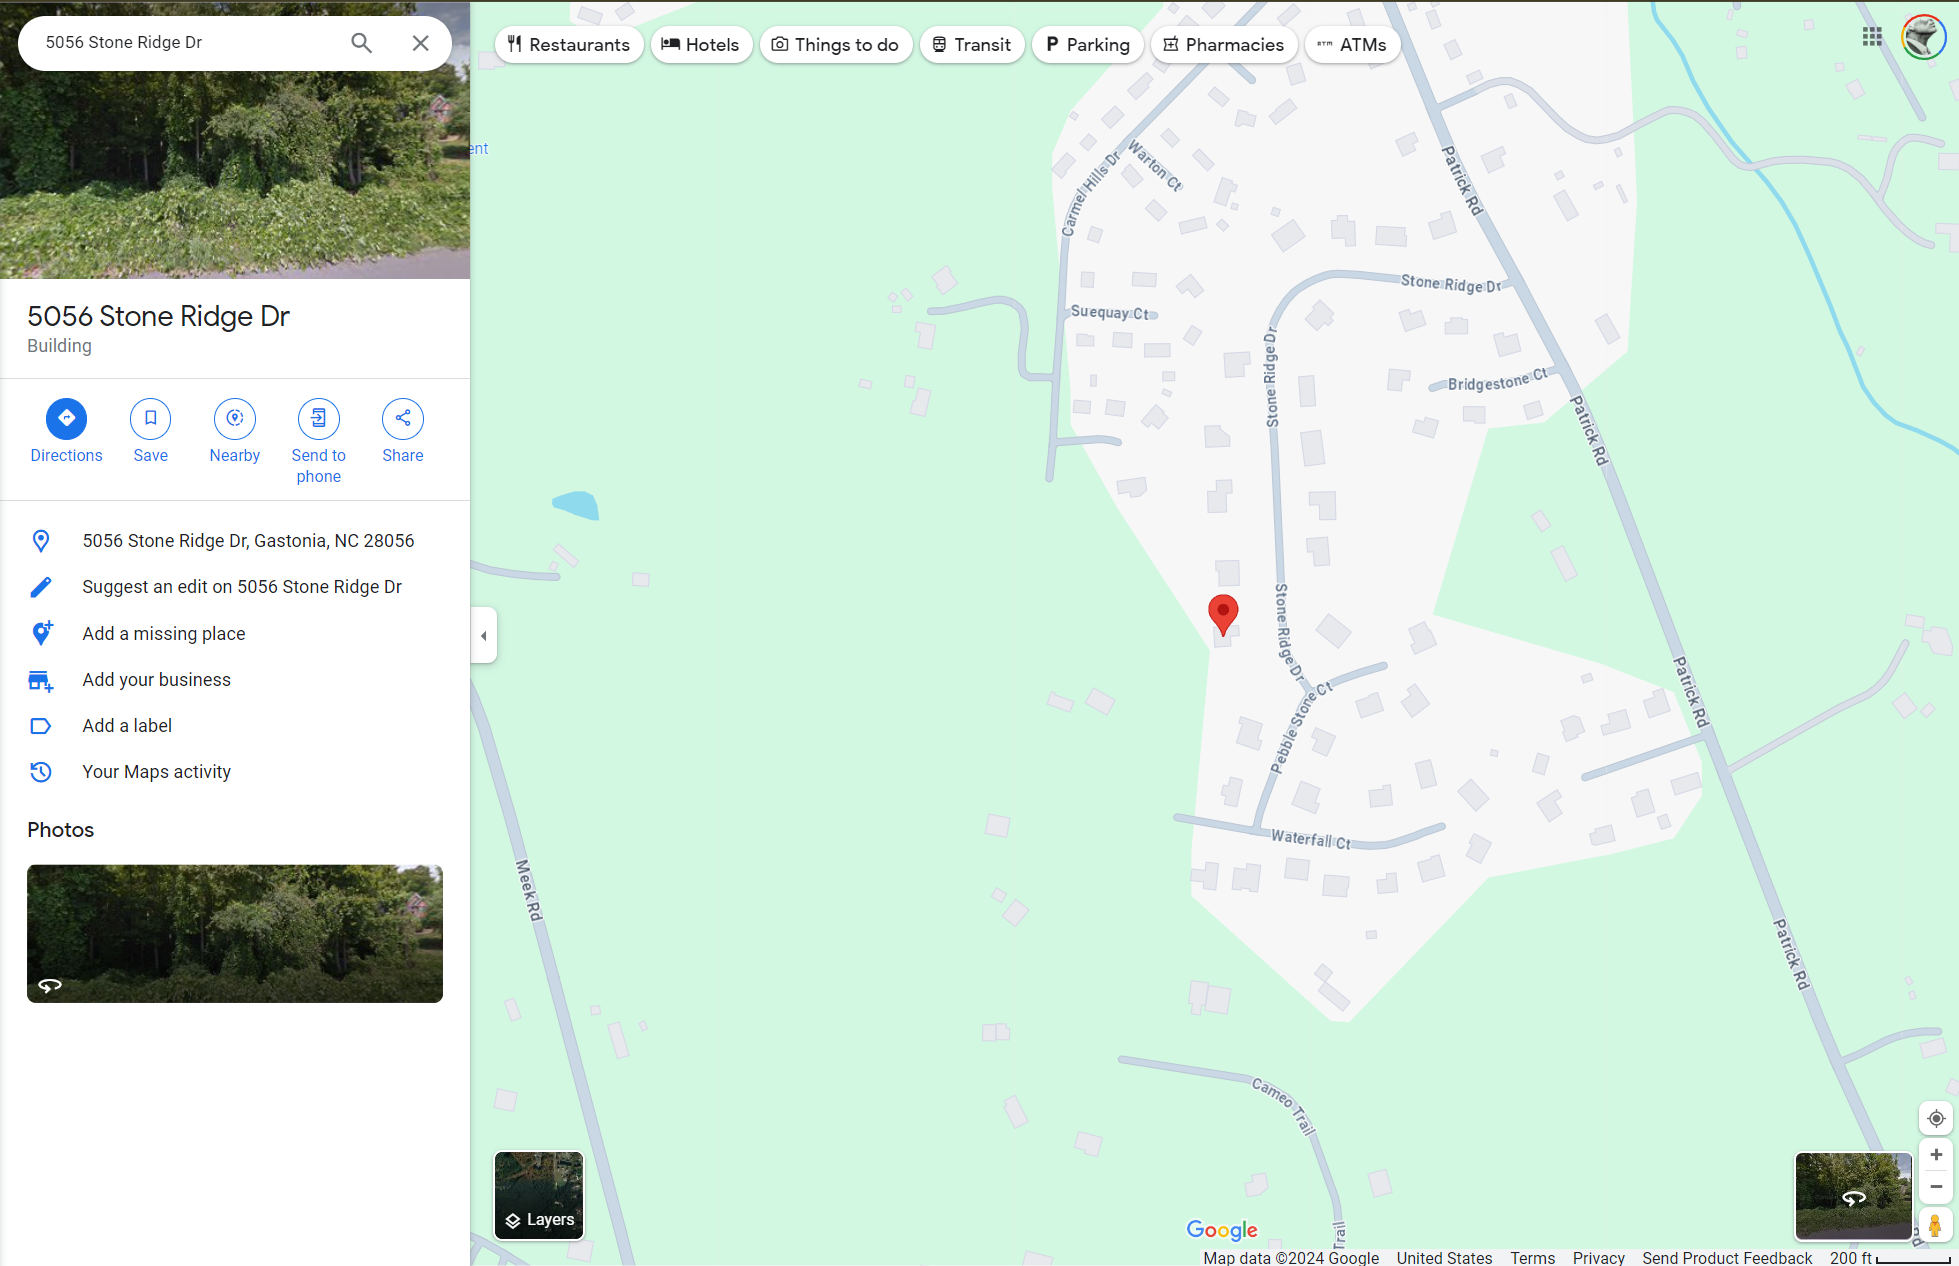 5056 Stone Ridge Dr
Restaurants
Hotels
Things to do
Transit
P Parking
Pharmacies
ATM ATMs
ent
5056 Stone Ridge Dr
Building
Directions
Save
Nearby
Send to phone
Share
5056 Stone Ridge Dr, Gastonia, NC 28056
Suggest an edit on 5056 Stone Ridge Dr
Add a missing place
Add your business
Add a label
Your Maps activity
Photos
Carmel Hills Dr
Warton Ct
Patrick Rd
Stone Ridge Dr
Suequay Ct
Stone Ridge Dr
Bridgestone Ct
Patrick Rd
Stone Ridge Dr
Pebble Stone Ct
Patrick Rd
Waterfall Ct
Meek Rd
Patrick Rd
Cameo Trail
Trail
Layers
Google
Map data ©2024 Google
United States
Terms
Privacy
Send Product Feedback
200 ft